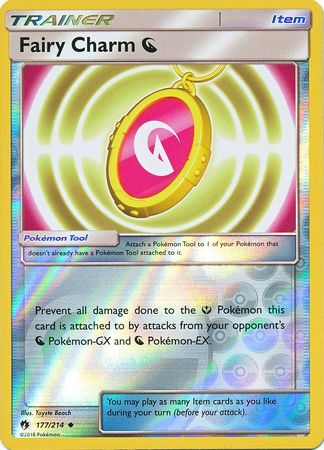 TRAINER
Item
Fairy Charm
Pokémon Tool
Attach a Pokémon Tool to 1 of your Pokémon that
doesn't already have a Pokémon Tool attached to it.
Prevent all damage done to the Pokémon this
card is attached to by attacks from your opponent's
Pokémon-GX and Pokémon-EX.
You may play as many Item cards as you like
during your turn (before your attack).
Illus. Toyste Beach
177/214
©2018 Pokémon